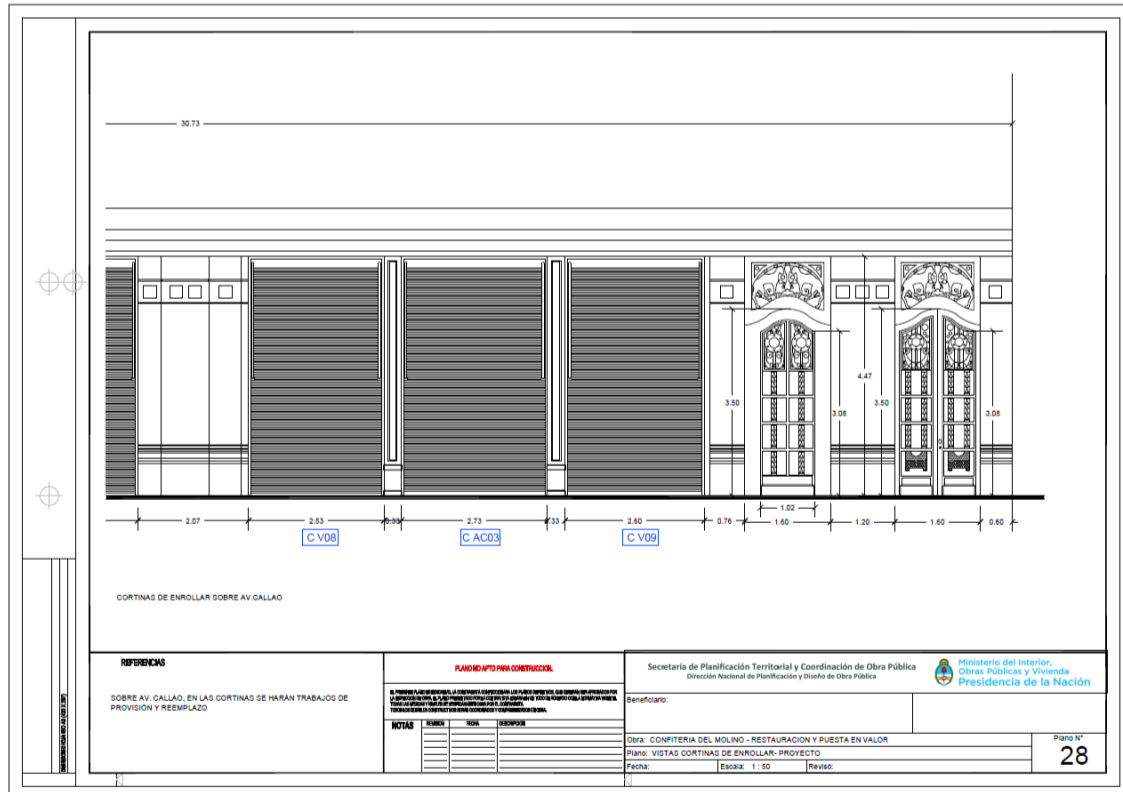 30.73
3.50
3.08
4.47
3.50
3.08
1.02
2.07
2.53
0.33
2.73
.33
2.60
0.76
1.60
1.20
1.60
0.60
C V08
C AC03
C V09
CORTINAS DE ENROLLAR SOBRE AV.CALLAO
REFERENCIAS
SOBRE AV. CALLAO, EN LAS CORTINAS SE HARÁN TRABAJOS DE
PROVISIÓN Y REEMPLAZO
PLANO NO APTO PARA CONSTRUCCION.
NOTAS
REVISION
FECHA
DESCRIPCION
Secretaría de Planificación Territorial y Coordinación de Obra Pública
Dirección Nacional de Planificación y Diseño de Obra Pública
Ministerio del Interior,
Obras Públicas y Vivienda
Presidencia de la Nación
Beneficiario:
Obra: CONFITERIA DEL MOLINO - RESTAURACION Y PUESTA EN VALOR
Plano: VISTAS CORTINAS DE ENROLLAR- PROYECTO
Fecha:
Escala: 1 : 50
Revisó:
Plano N°
28